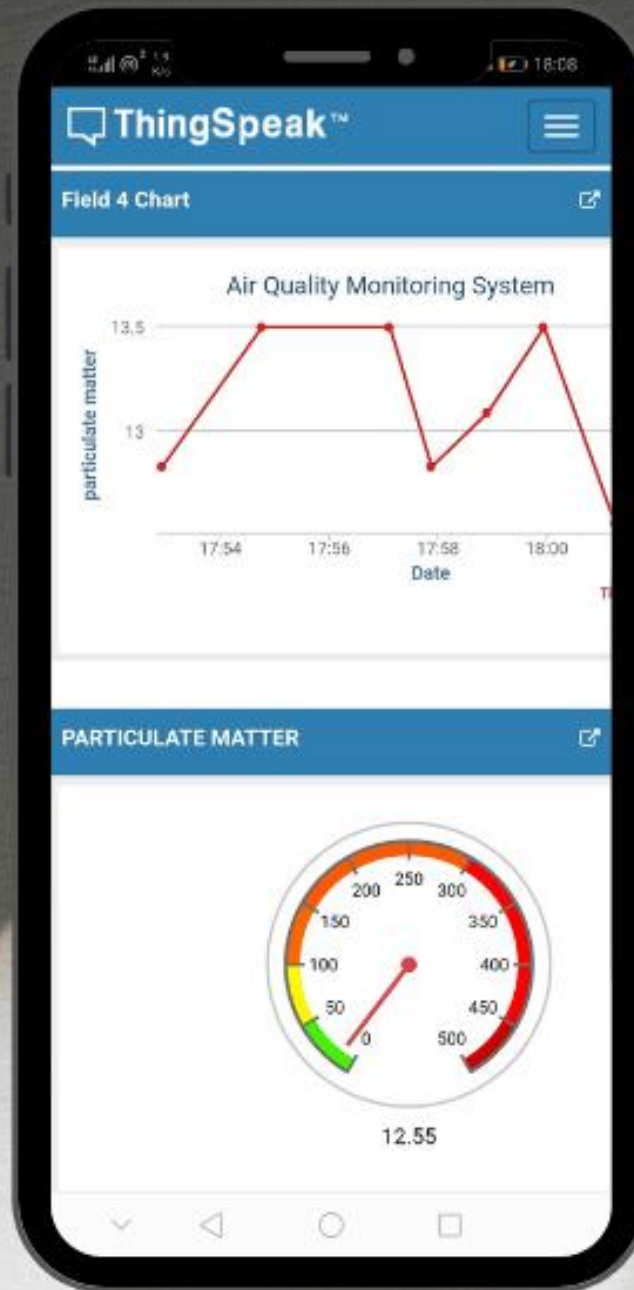 18:08
ThingSpeak™
Field 4 Chart
Air Quality Monitoring System
particulate matter
13.5
13
17:54 17:56 17:58 18:00
Date
PARTICULATE MATTER
0 50 100 150 200 250 300 350 400 450 500
12.55